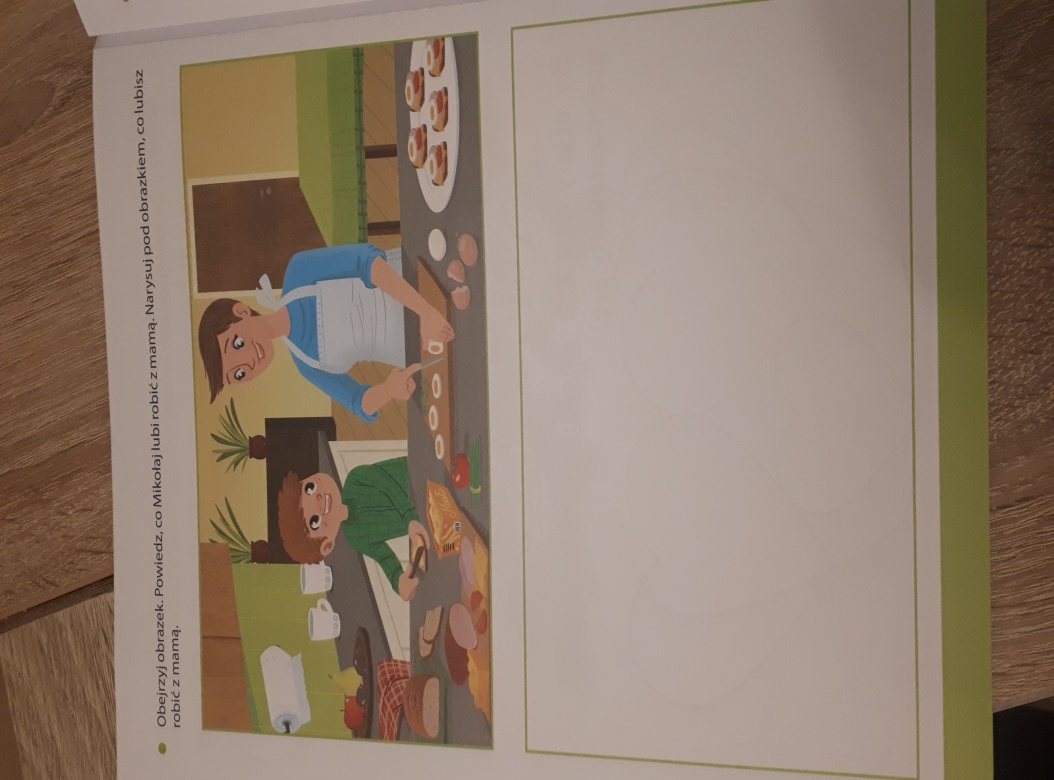 Obejrzyj obrazek. Powiedz, co Mikołaj lubi robić z mamą. Narysuj pod obrazkiem, co lubisz
robić z mamą.